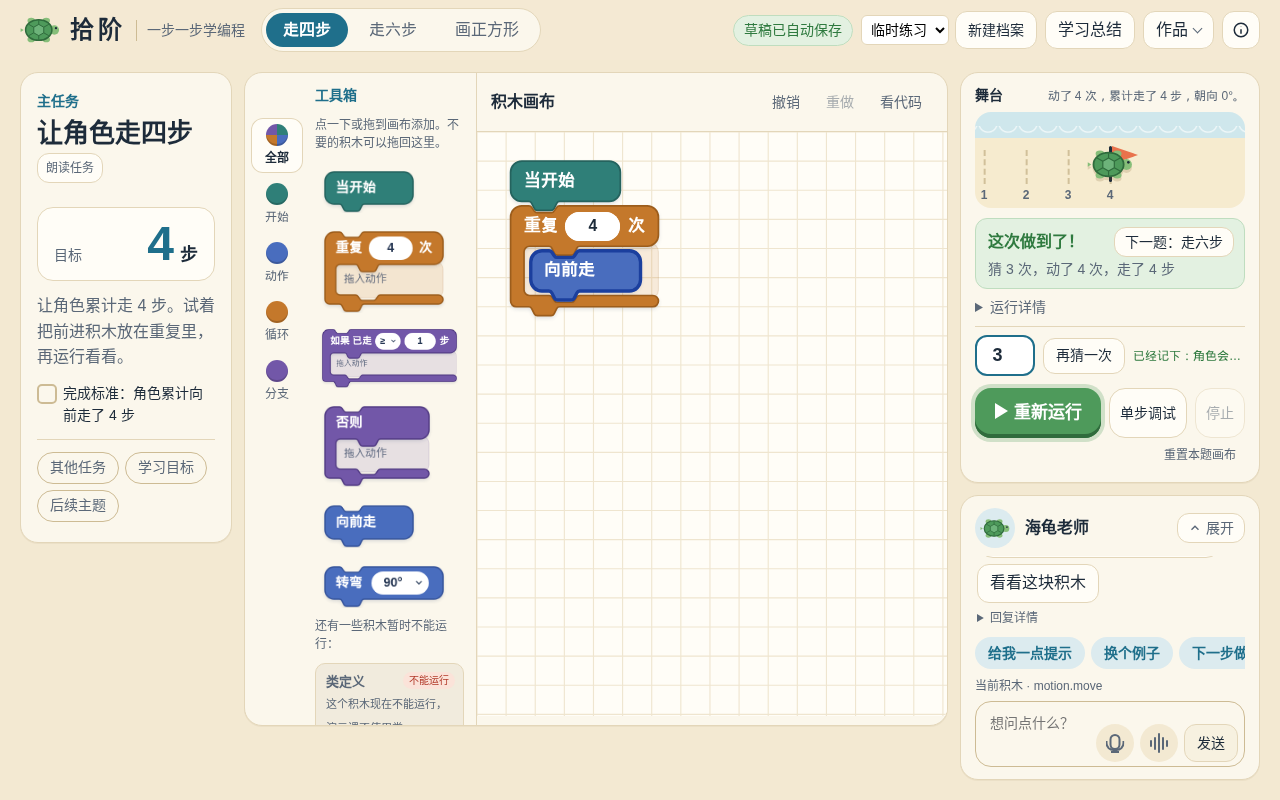 拾阶
一步一步学编程
走四步
走六步
画正方形
草稿已自动保存
临时练习
新建档案
学习总结
作品
主任务
让角色走四步
朗读任务
目标
4 步
让角色累计走 4 步。试着
把前进积木放在重复里，
再运行看看。
完成标准：角色累计向
前走了 4 步
其他任务
学习目标
后续主题
工具箱
点一下或拖到画布添加。不
要的积木可以拖回这里。
全部
开始
动作
循环
分支
当开始
重复 4 次
拖入动作
如果 已走 ≥ 1 步
拖入动作
否则
拖入动作
向前走
转弯 90°
还有一些积木暂时不能运
行：
类定义
不能运行
这个积木现在不能运行，
积木画布
撤销
重做
看代码
当开始
重复 4 次
向前走
舞台
动了 4 次，累计走了 4 步，朝向 0°。
1 2 3 4
这次做到了！
下一题：走六步
猜 3 次，动了 4 次，走了 4 步
运行详情
3
再猜一次
已经记下：角色会…
重新运行
单步调试
停止
重置本题画布
海龟老师
展开
看看这块积木
回复详情
给我一点提示
换个例子
下一步做
当前积木 · motion.move
想问点什么？
发送